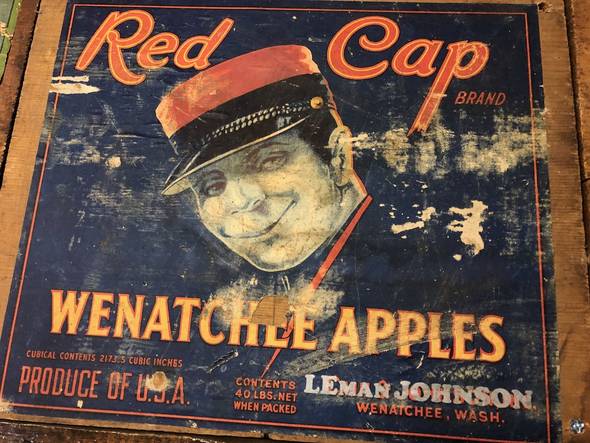 Red Cap
BRAND
WENATCHEE APPLES
CUBICAL CONTENTS 2173.5 CUBIC INCHES
PRODUCE OF U.S.A.
CONTENTS
40 LBS. NET
WHEN PACKED
LEMAN JOHNSON
WENATCHEE, WASH.